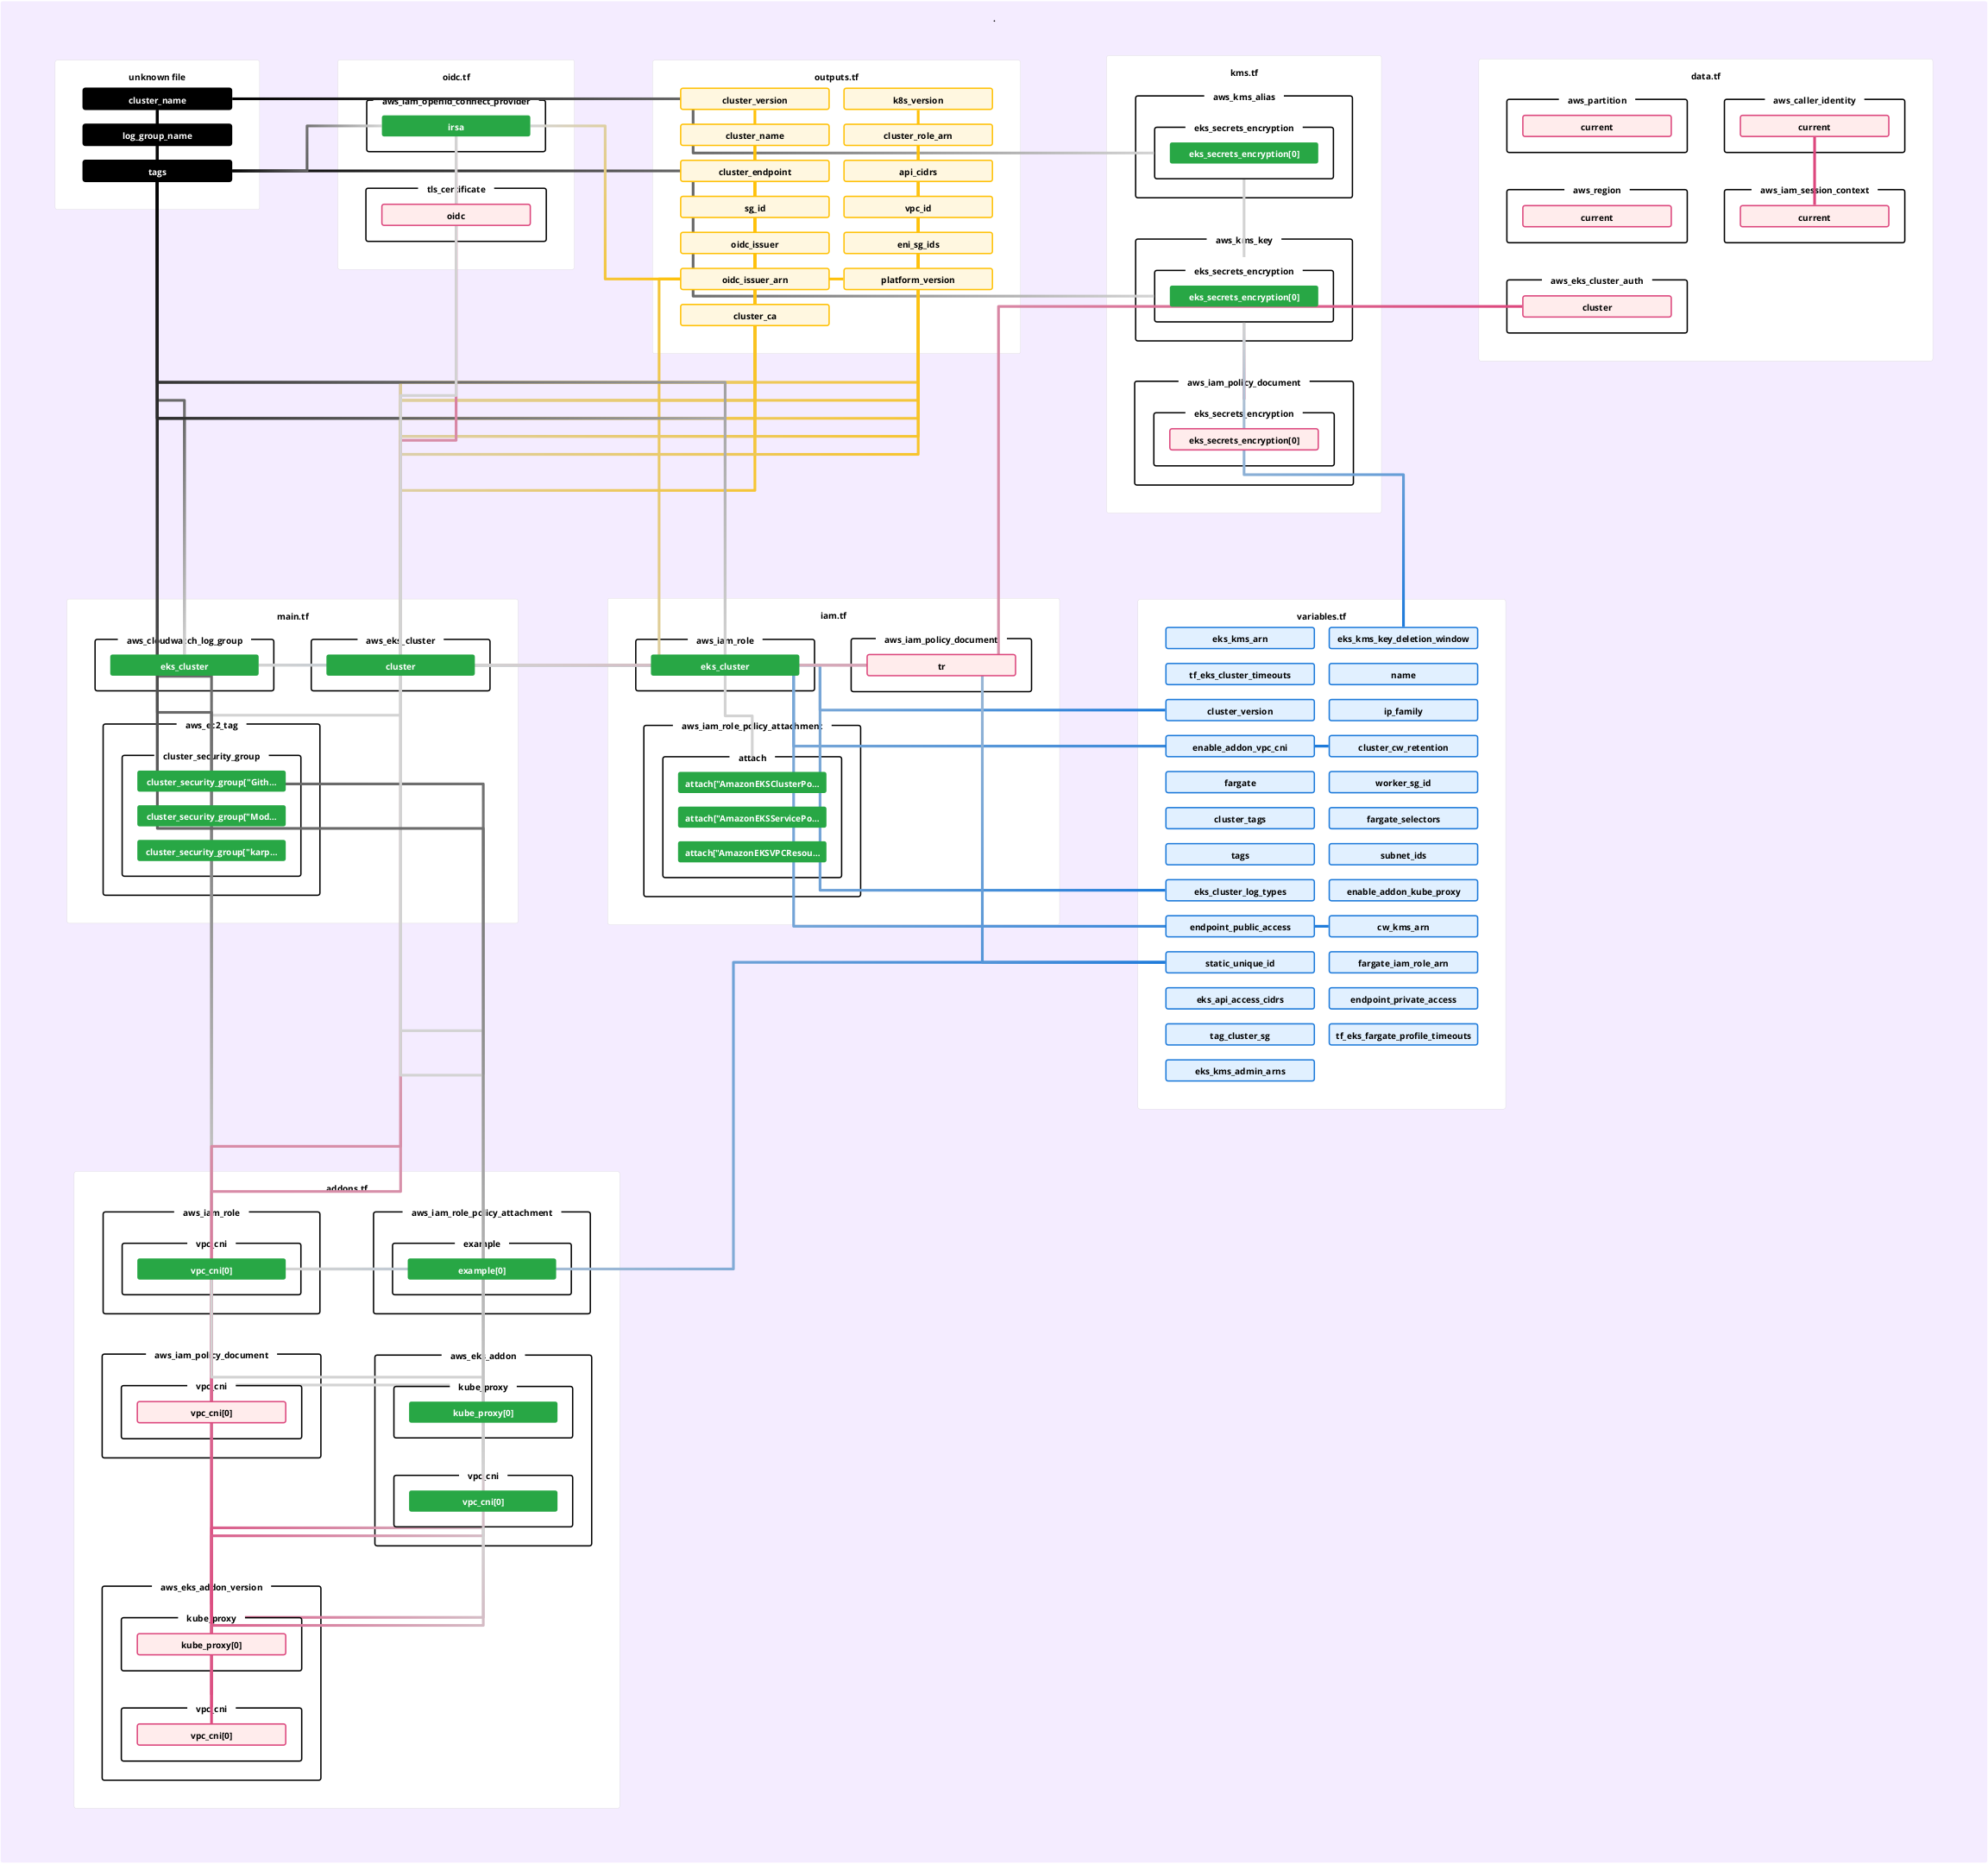 unknown file
cluster_name
log_group_name
tags
oidc.tf
aws_iam_openid_connect_provider
irsa
tls_certificate
oidc
outputs.tf
cluster_version
k8s_version
cluster_name
cluster_role_arn
cluster_endpoint
api_cidrs
sg_id
vpc_id
oidc_issuer
eni_sg_ids
oidc_issuer_arn
platform_version
cluster_ca
kms.tf
aws_kms_alias
eks_secrets_encryption
eks_secrets_encryption[0]
aws_kms_key
eks_secrets_encryption
eks_secrets_encryption[0]
aws_iam_policy_document
eks_secrets_encryption
eks_secrets_encryption[0]
data.tf
aws_partition
current
aws_caller_identity
current
aws_region
current
aws_iam_session_context
current
aws_eks_cluster_auth
cluster
main.tf
aws_cloudwatch_log_group
eks_cluster
aws_eks_cluster
cluster
aws_ec2_tag
cluster_security_group
cluster_security_group["Gith...
cluster_security_group["Mod...
cluster_security_group["karp...
iam.tf
aws_iam_role
eks_cluster
aws_iam_policy_document
tr
aws_iam_role_policy_attachment
attach
attach["AmazonEKSClusterPo...
attach["AmazonEKSServicePo...
attach["AmazonEKSVPCResou...
variables.tf
eks_kms_arn
eks_kms_key_deletion_window
tf_eks_cluster_timeouts
name
cluster_version
ip_family
enable_addon_vpc_cni
cluster_cw_retention
fargate
worker_sg_id
cluster_tags
fargate_selectors
tags
subnet_ids
eks_cluster_log_types
enable_addon_kube_proxy
endpoint_public_access
cw_kms_arn
static_unique_id
fargate_iam_role_arn
eks_api_access_cidrs
endpoint_private_access
tag_cluster_sg
tf_eks_fargate_profile_timeouts
eks_kms_admin_arns
addons.tf
aws_iam_role
vpc_cni
vpc_cni[0]
aws_iam_role_policy_attachment
example
example[0]
aws_iam_policy_document
vpc_cni
vpc_cni[0]
aws_eks_addon
kube_proxy
kube_proxy[0]
vpc_cni
vpc_cni[0]
aws_eks_addon_version
kube_proxy
kube_proxy[0]
vpc_cni
vpc_cni[0]